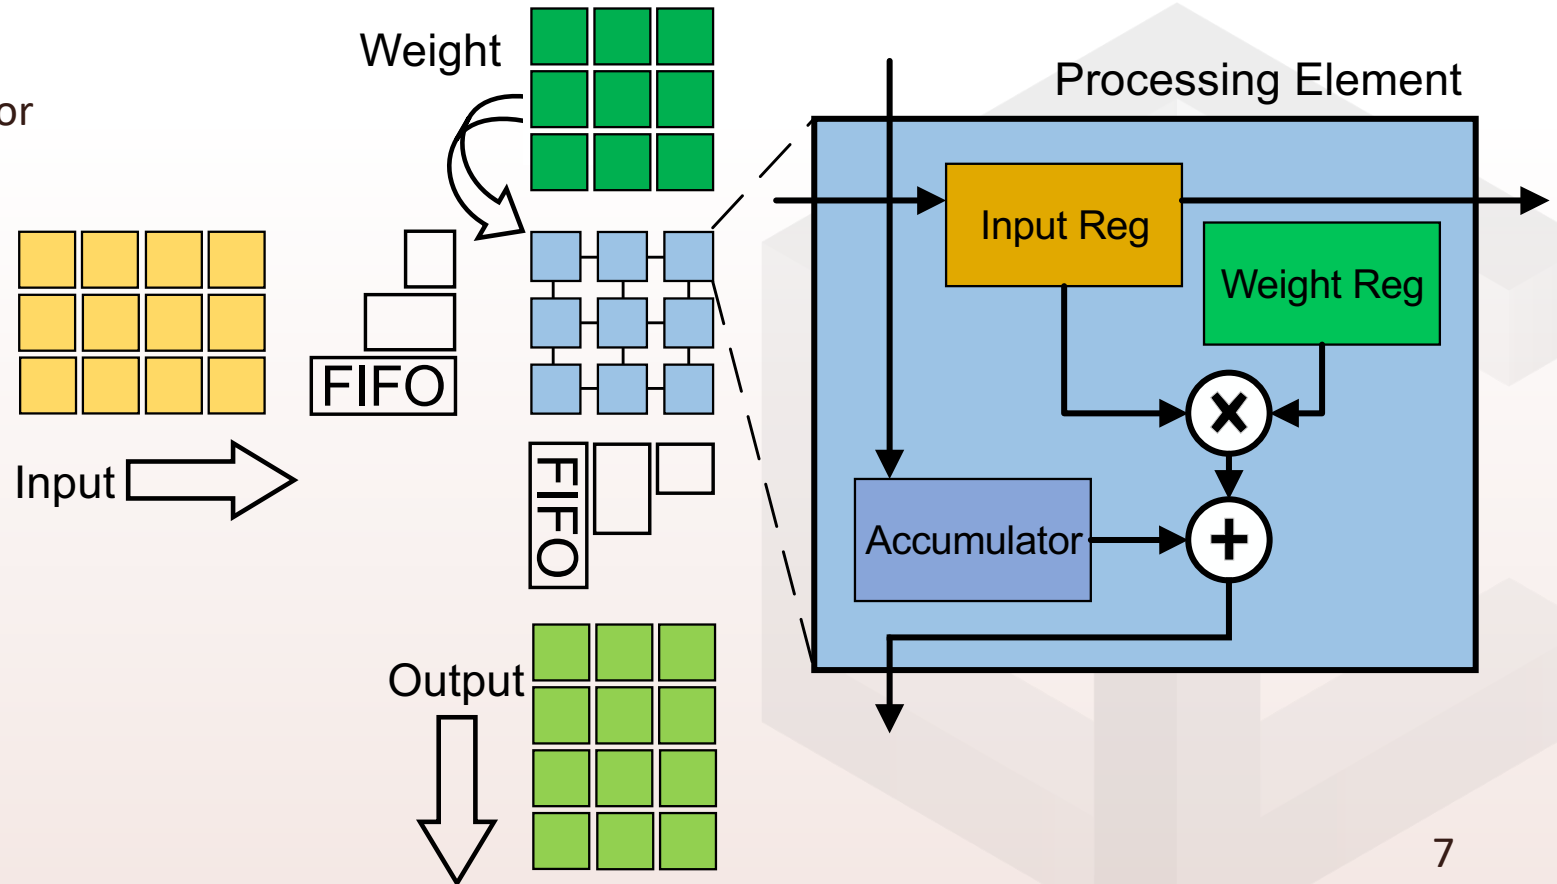 Weight
or
Processing Element
Input Reg
Weight Reg
FIFO
Input
FIFO
Accumulator
Output
7